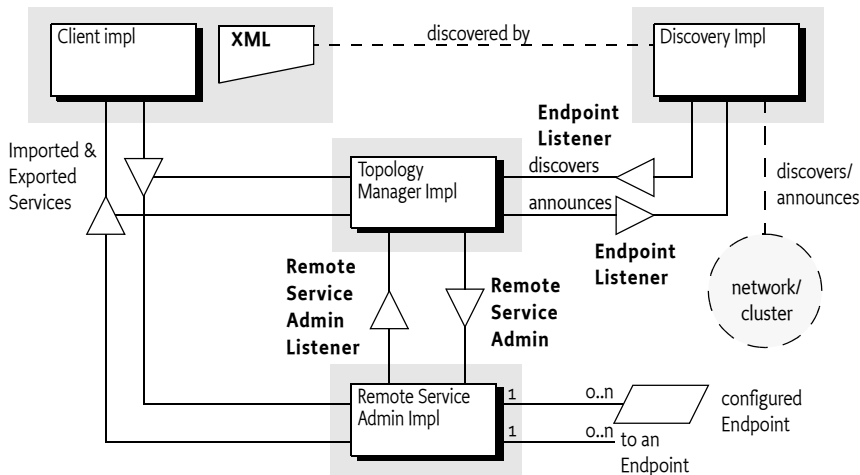 Client impl
XML
discovered by
Discovery Impl
Endpoint
Listener
Imported &
Exported
Services
Topology
Manager Impl
discovers
announces
discovers/
announces
Endpoint
Listener
Remote
Service
Admin
Listener
Remote
Service
Admin
network/
cluster
Remote Service
Admin Impl
1
0..n
configured
Endpoint
1
0..n
to an
Endpoint